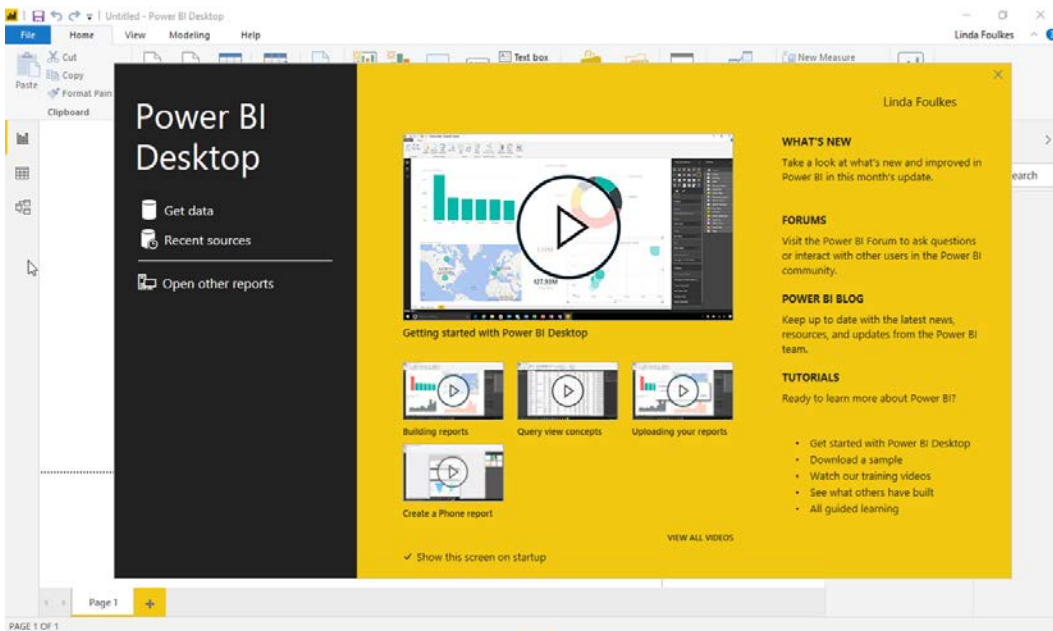 Untitled - Power BI Desktop
File Home View Modeling Help
Linda Foulkes
Cut
Copy
Format Pain
Paste
Clipboard
Text box
New Measure
Power BI
Desktop
Get data
Recent sources
Open other reports
Getting started with Power BI Desktop
Building reports
Query view concepts
Uploading your reports
Create a Phone report
VIEW ALL VIDEOS
Show this screen on startup
Linda Foulkes
WHAT'S NEW
Take a look at what's new and improved in
Power BI in this month's update.
FORUMS
Visit the Power BI Forum to ask questions
or interact with other users in the Power BI
community.
POWER BI BLOG
Keep up to date with the latest news,
resources, and updates from the Power BI
team.
TUTORIALS
Ready to learn more about Power BI?
• Get started with Power BI Desktop
• Download a sample
• Watch our training videos
• See what others have built
• All guided learning
earch
Page 1
PAGE 1 OF 1